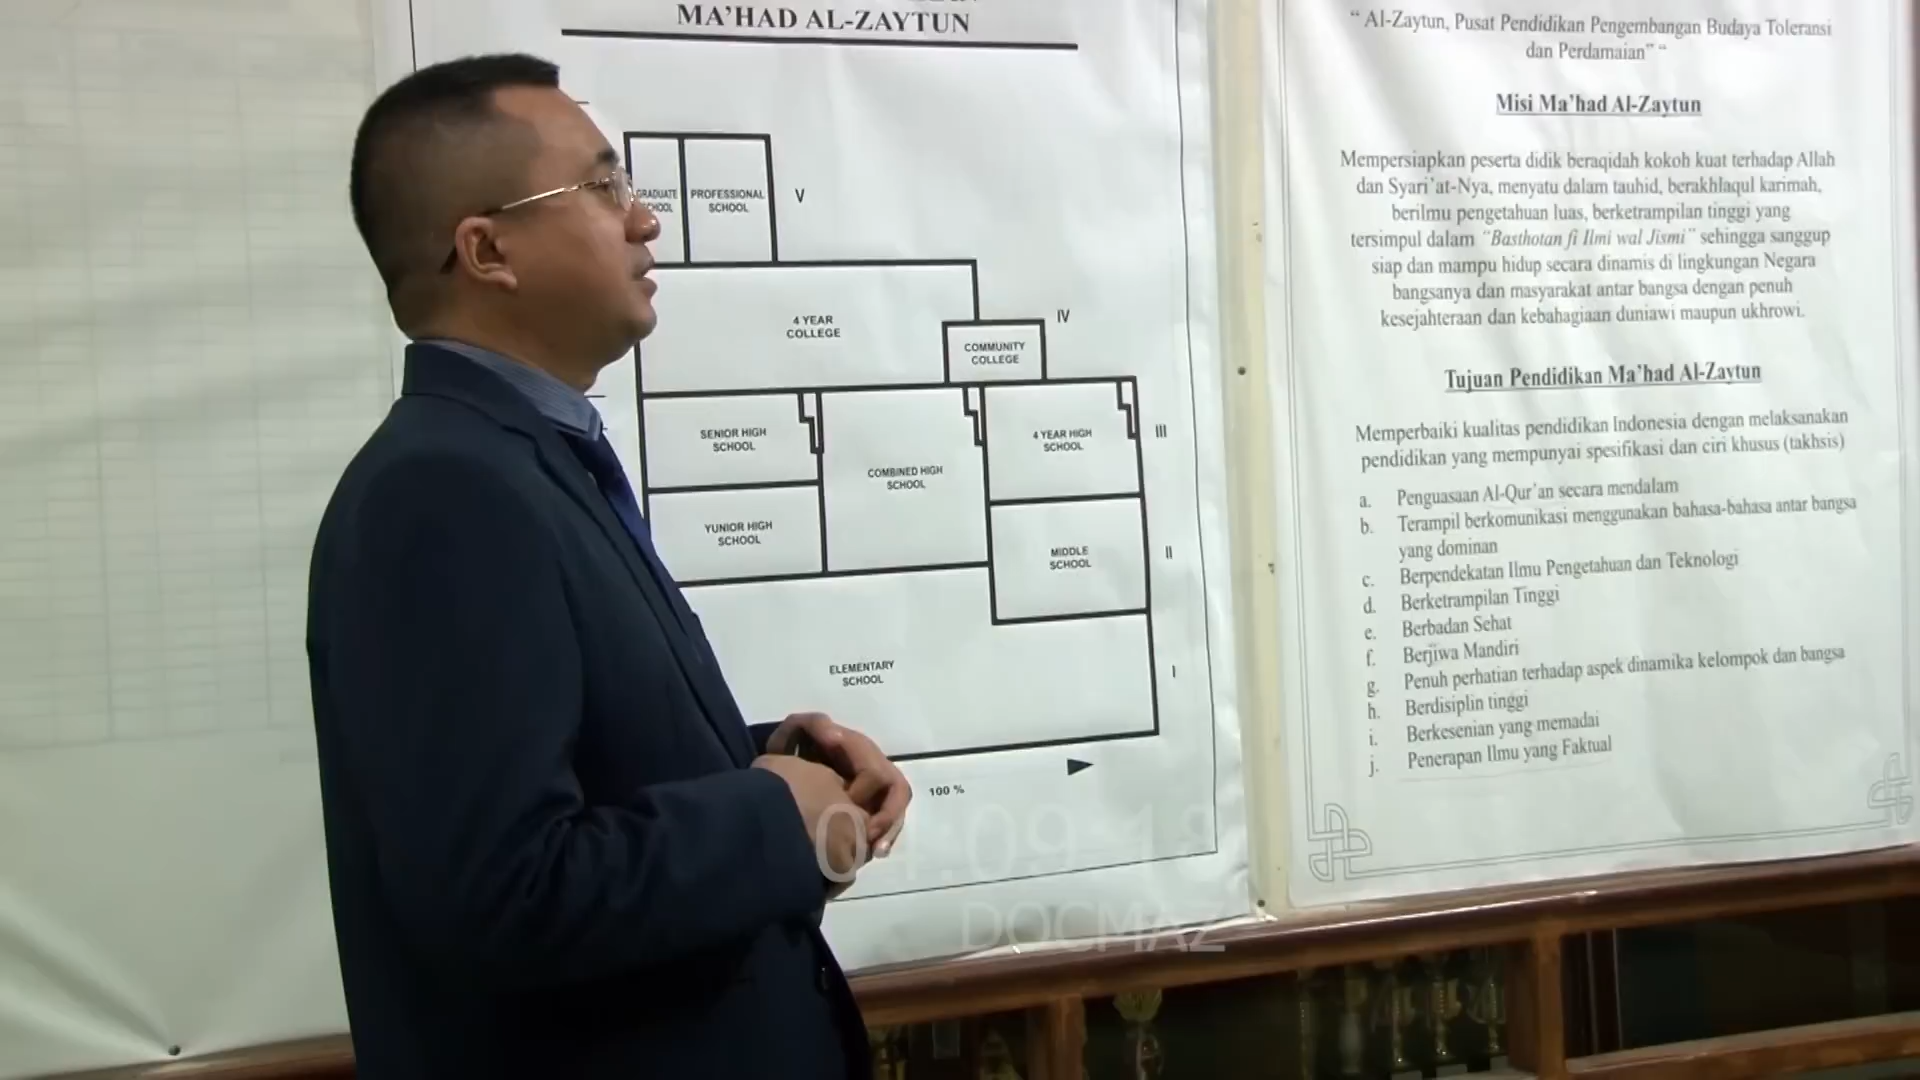 MA'HAD AL-ZAYTUN
GRADUATE
SCHOOL
PROFESSIONAL
SCHOOL
V
4 YEAR
COLLEGE
IV
COMMUNITY
COLLEGE
SENIOR HIGH
SCHOOL
COMBINED HIGH
SCHOOL
4 YEAR HIGH
SCHOOL
III
YUNIOR HIGH
SCHOOL
MIDDLE
SCHOOL
II
ELEMENTARY
SCHOOL
I
100 %
“ Al-Zaytun, Pusat Pendidikan Pengembangan Budaya Toleransi
dan Perdamaian” “
Misi Ma'had Al-Zaytun
Mempersiapkan peserta didik beraqidah kokoh kuat terhadap Allah
dan Syari'at-Nya, menyatu dalam tauhid, berakhlaqul karimah,
berilmu pengetahuan luas, berketrampilan tinggi yang
tersimpul dalam “Basthotan fi Ilmi wal Jismi” sehingga sanggup
siap dan mampu hidup secara dinamis di lingkungan Negara
bangsanya dan masyarakat antar bangsa dengan penuh
kesejahteraan dan kebahagiaan duniawi maupun ukhrowi.
Tujuan Pendidikan Ma'had Al-Zaytun
Memperbaiki kualitas pendidikan Indonesia dengan melaksanakan
pendidikan yang mempunyai spesifikasi dan ciri khusus (takhsis)
a. Penguasaan Al-Qur'an secara mendalam
b. Terampil berkomunikasi menggunakan bahasa-bahasa antar bangsa
yang dominan
c. Berpendekatan Ilmu Pengetahuan dan Teknologi
d. Berketrampilan Tinggi
e. Berbadan Sehat
f. Berjiwa Mandiri
g. Penuh perhatian terhadap aspek dinamika kelompok dan bangsa
h. Berdisiplin tinggi
i. Berkesenian yang memadai
j. Penerapan Ilmu yang Faktual
04:09:18
DOCMAZ